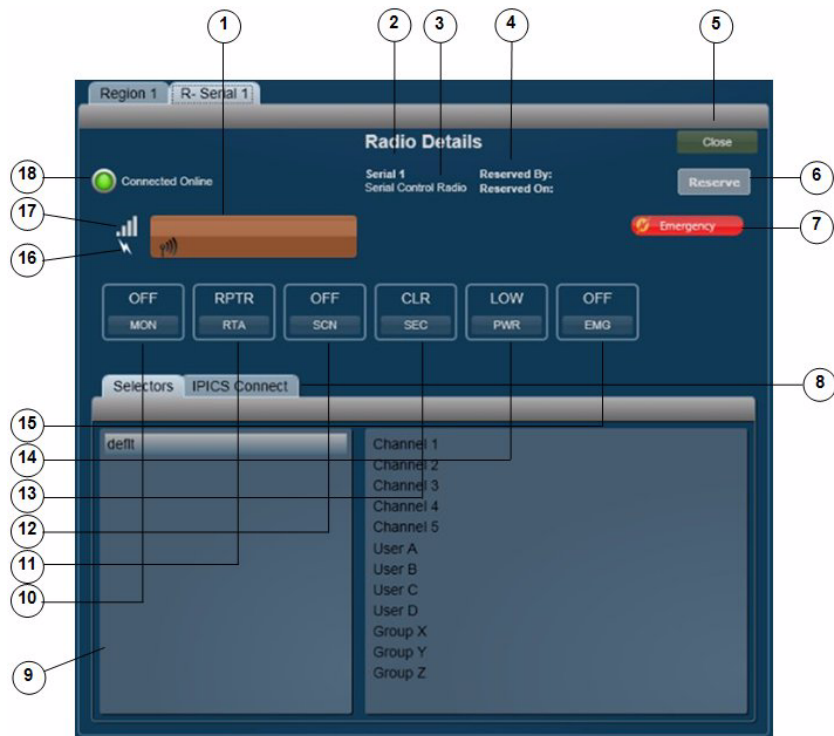 1
2
3
4
5
Region 1 R- Serial 1
Radio Details
Close
18
Connected Online
Serial 1
Serial Control Radio
Reserved By:
Reserved On:
Reserve
6
17
16
Emergency
7
OFF RPTR OFF CLR LOW OFF
MON RTA SCN SEC PWR EMG
Selectors IPICS Connect
8
15
14
13
12
11
10
9
deflt
Channel 1
Channel 2
Channel 3
Channel 4
Channel 5
User A
User B
User C
User D
Group X
Group Y
Group Z